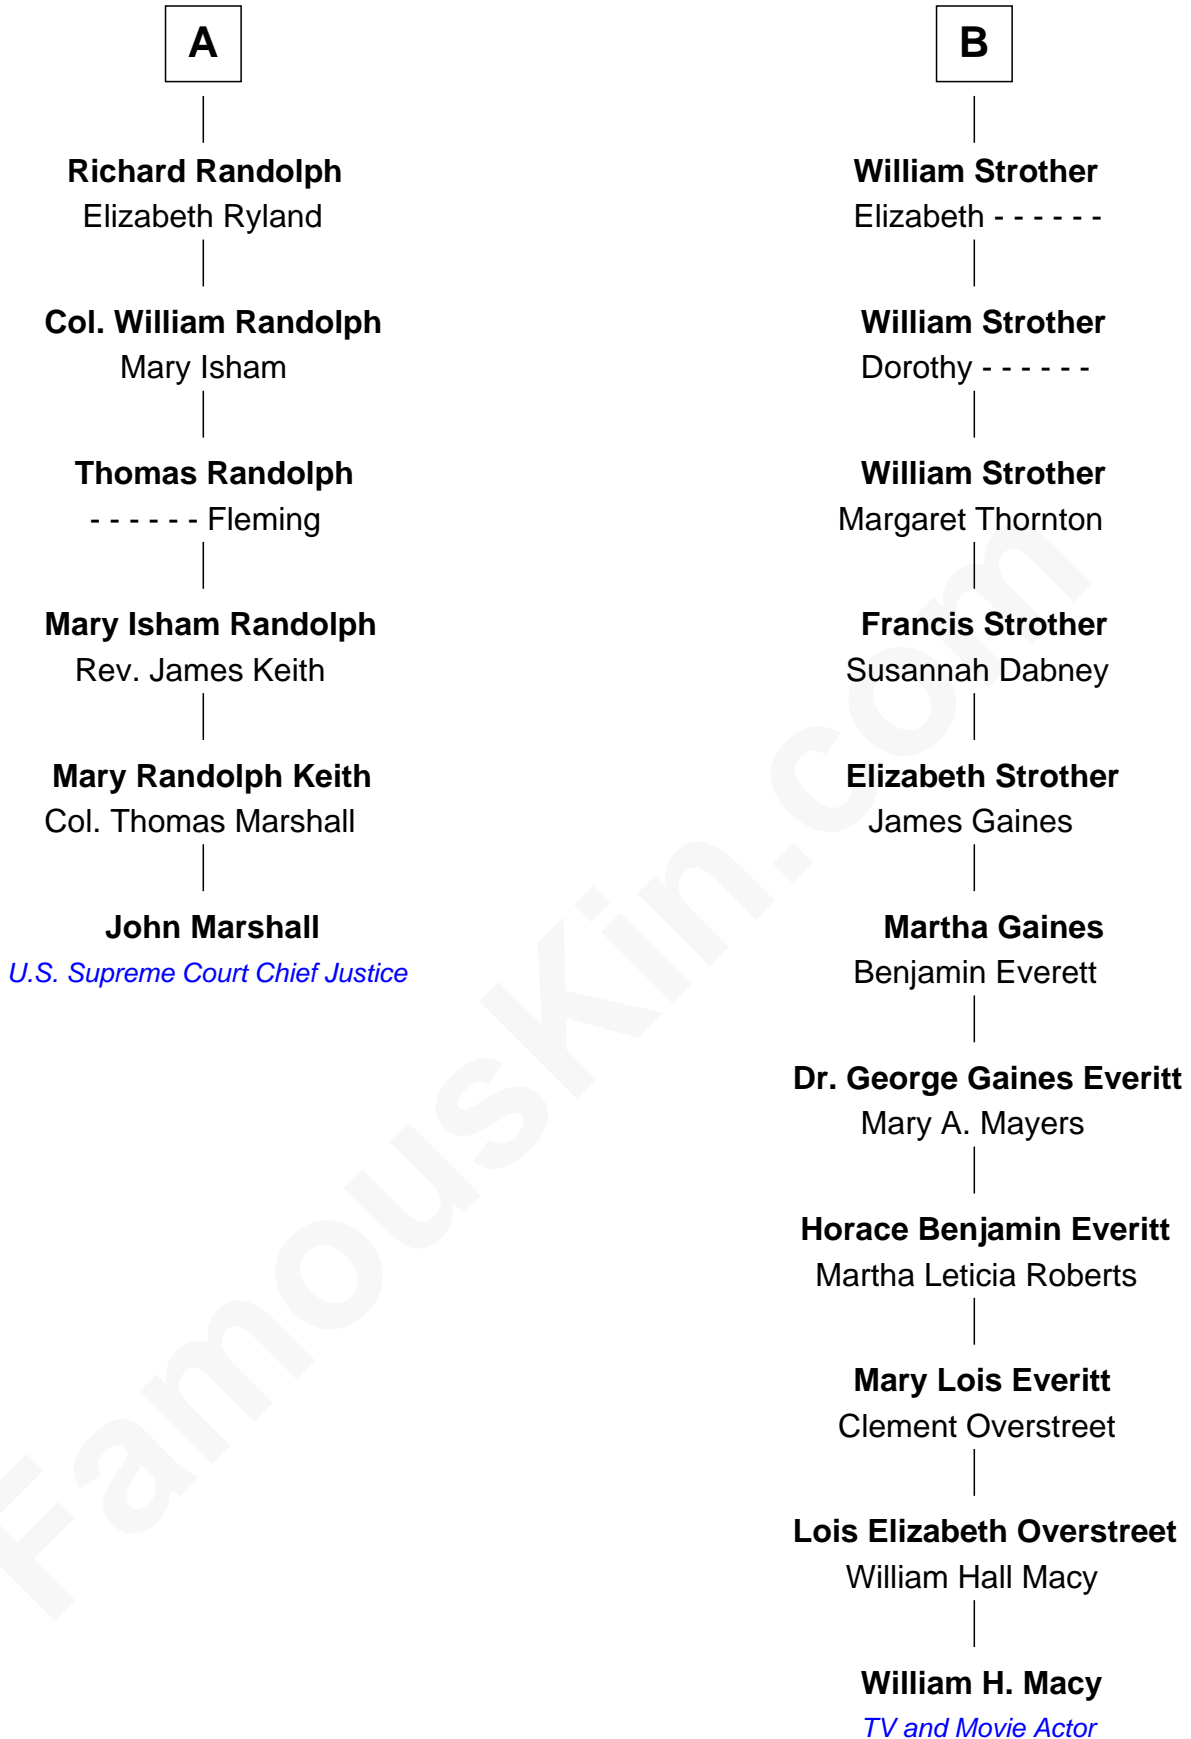 A
Richard Randolph
Elizabeth Ryland
Col. William Randolph
Mary Isham
Thomas Randolph
- - - - - - Fleming
Mary Isham Randolph
Rev. James Keith
Mary Randolph Keith
Col. Thomas Marshall
John Marshall
U.S. Supreme Court Chief Justice
B
William Strother
Elizabeth - - - - - -
William Strother
Dorothy - - - - - -
William Strother
Margaret Thornton
Francis Strother
Susannah Dabney
Elizabeth Strother
James Gaines
Martha Gaines
Benjamin Everett
Dr. George Gaines Everitt
Mary A. Mayers
Horace Benjamin Everitt
Martha Leticia Roberts
Mary Lois Everitt
Clement Overstreet
Lois Elizabeth Overstreet
William Hall Macy
William H. Macy
TV and Movie Actor
FamousKin.com